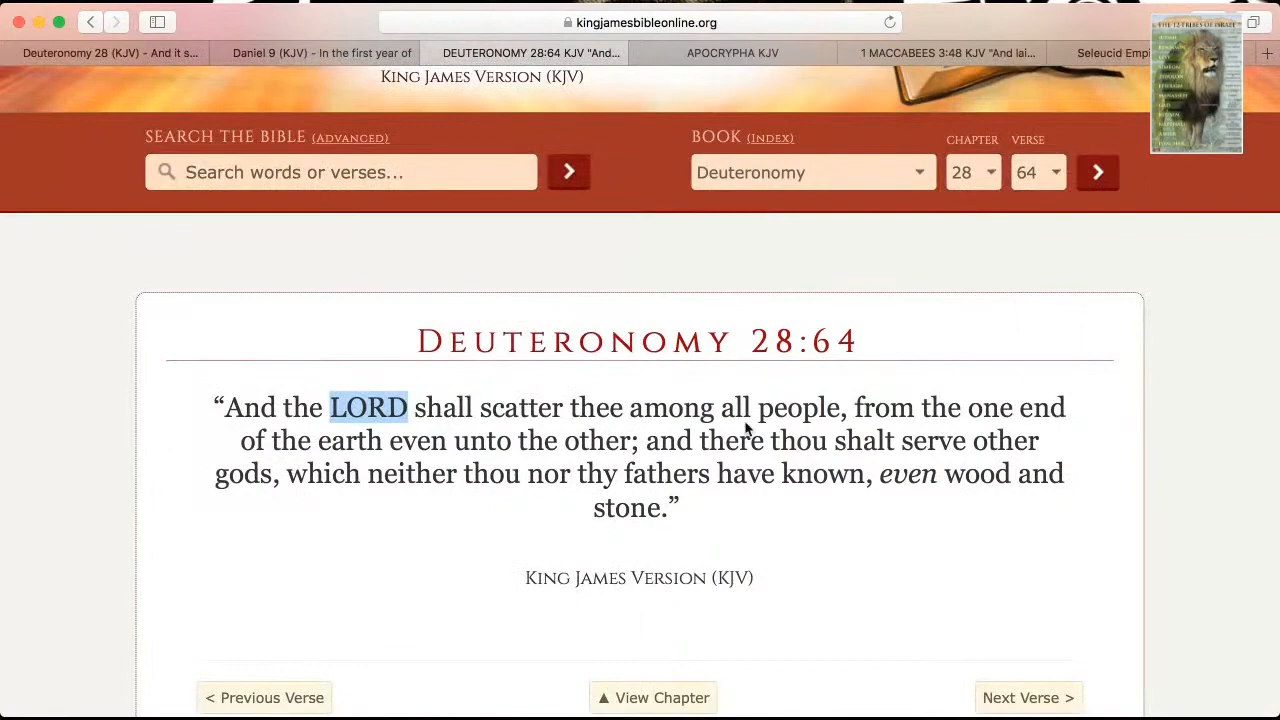 kingjamesbibleonline.org
Deuteronomy 28 (KJV) - And it s...
Daniel 9 (KJV) - In the first year of
DEUTERONOMY 28:64 KJV "And...
APOCRYPHA KJV
1 MACCABEES 3:48 KJV "And lai...
Seleucid Emp
THE 12 TRIBES OF ISRAEL
KING JAMES VERSION (KJV)
SEARCH THE BIBLE (ADVANCED)
BOOK (INDEX)
CHAPTER
VERSE
Search words or verses...
Deuteronomy
28
64
DEUTERONOMY 28:64
“And the LORD shall scatter thee among all people, from the one end
of the earth even unto the other; and there thou shalt serve other
gods, which neither thou nor thy fathers have known, even wood and
stone.”
KING JAMES VERSION (KJV)
< Previous Verse
▲ View Chapter
Next Verse >